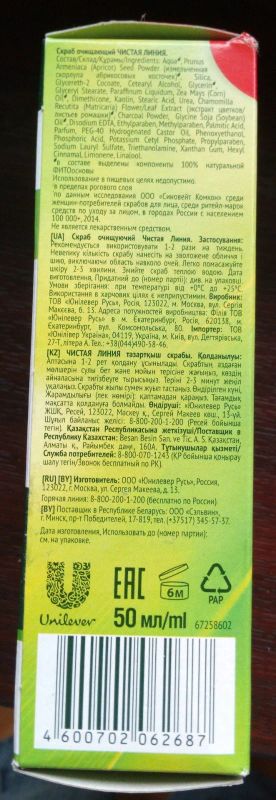 Скраб очищающий ЧИСТАЯ ЛИНИЯ.
Состав/Склад/Құрамы/Ingredients: Aqua, Prunus
Armeniaca (Apricot) Seed Powder (измельченная
скорлупа абрикосовых косточек), Silica,
Glycereth-2 Cocoate, Cetearyl Alcohol, Glycerin,
Glyceryl Stearate, Paraffinum Liquidum, Zea Mays (Corn)
Oil, Dimethicone, Kaolin, Stearic Acid, Urea, Chamomilla
Recutita (Matricaria) Flower/Leaf Extract (экстракт цветков/
листьев ромашки), Charcoal Powder, Glycine Soja (Soybean)
Oil, Disodium EDTA, Ethylparaben, Methylparaben, Palmitic Acid,
Parfum, PEG-40 Hydrogenated Castor Oil, Phenoxyethanol,
Phosphoric Acid, Potassium Cetyl Phosphate, Propylparaben,
Sodium Lauryl Sulfate, Triethanolamine, Xanthan Gum, Hexyl
Cinnamal, Limonene, Linalool.
в составе выделены компоненты 100% натуральной
ФИТОосновы
Использование в пищевых целях недопустимо.
в пределах рогового слоя
по данным исследования ООО "Синовейт Комкон" среди
женщин-потребителей скрабов для лица, среди ритейл-марок
средств по уходу за лицом, в городах России с населением
100 000+, 2014.
Не является лекарственным средством.
[UA] Скраб очищуючий Чистая Линия. Застосування:
Рекомендується використовувати 1-2 рази на тиждень.
Невелику кількість скрабу нанесіть на зволожене обличчя і
шию, виключаючи область навколо очей. Легко помасажуйте
шкіру 2-3 хвилини. Змийте скраб теплою водою. Дата
виготовлення, Придатний до (номер партії): див. на упаковці.
Умови зберігання: при температурі від +0°С до +25°С.
Використання в харчових цілях є неприпустимим. Виробник:
ТОВ «Юнілевер Русь», Росія, 123022, м. Москва, вул. Сергія
Макєєва, б. 13. Адреса потужностей виробництва: Філія ТОВ
«Юнілевер Русь» в м. Екатеринбург, Росія, 620138, м.
Екатеринбург, вул. Комсомольська, 80. Імпортер: ТОВ
«Юнілівер Україна», 04119, Україна, м. Київ, вул. Дегтярівська,
27-Т, літера А. Тел.: +38(044)490-58-46.
[KZ] ЧИСТАЯ ЛИНИЯ тазартқыш скрабы. Қолданылуы:
Аптасына 1-2 рет қолдану ұсынылады. Скрабтың аздаған
мөлшерін сулы бет және мойын терісіне жағыңыз, көздің
айналасына тигізбеуге тырысыңыз. Теріні 2-3 минут жеңіл
уқалаңыз. Скрабты жылы сумен жуып тастаңыз. Өндірілген күні,
Жарамдылығы (лек нөмірі): қаптамадан қараңыз. Тағамдық
мақсатта қолдануға болмайды. Өндіруші: «Юнилевер Русь»
ЖШҚ, Ресей, 123022, Мәскеу қ., Сергей Макеев көш., 13-үй.
Шұғыл байланыс желісі: 8-800-200-1-200 (Ресей бойынша
тегін). Қазақстан Республикасына жеткізуші/Поставщик в
Республику Казахстан: Besan Besin San. ve Tic. A. S. Қазақстан,
Алматы қ., Райымбек даң., 160А. Тұтынушылар қызметі/
Служба потребителей: 8-800-070-1243 (ҚР бойынша қоңырау
шалу тегін/Звонок бесплатный по РК).
[RU][BY] Изготовитель: ООО «Юнилевер Русь», Россия,
123022, г. Москва, ул. Сергея Макеева, д. 13.
Горячая линия: 8-800-200-1-200 (бесплатно по России)
[BY] Поставщик в Республике Беларусь: ООО «Сэльвин»,
г. Минск, пр-т Победителей, 17-819, тел. (+37517) 345-57-37.
Дата изготовления, Использовать до (номер партии):
см. на упаковке.
Unilever
EAC
6M
PAP
50 мл/ml
67258602
4 600702 062687